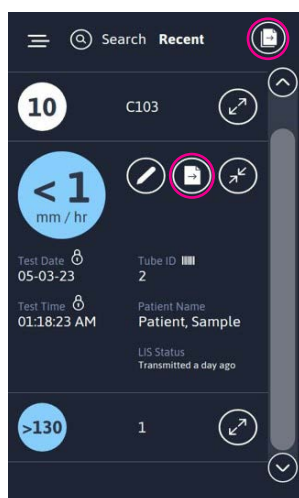 Search Recent
10 C103
< 1
mm / hr
Test Date Tube ID
05-03-23 2
Test Time Patient Name
01:18:23 AM Patient, Sample
LIS Status
Transmitted a day ago
>130 1